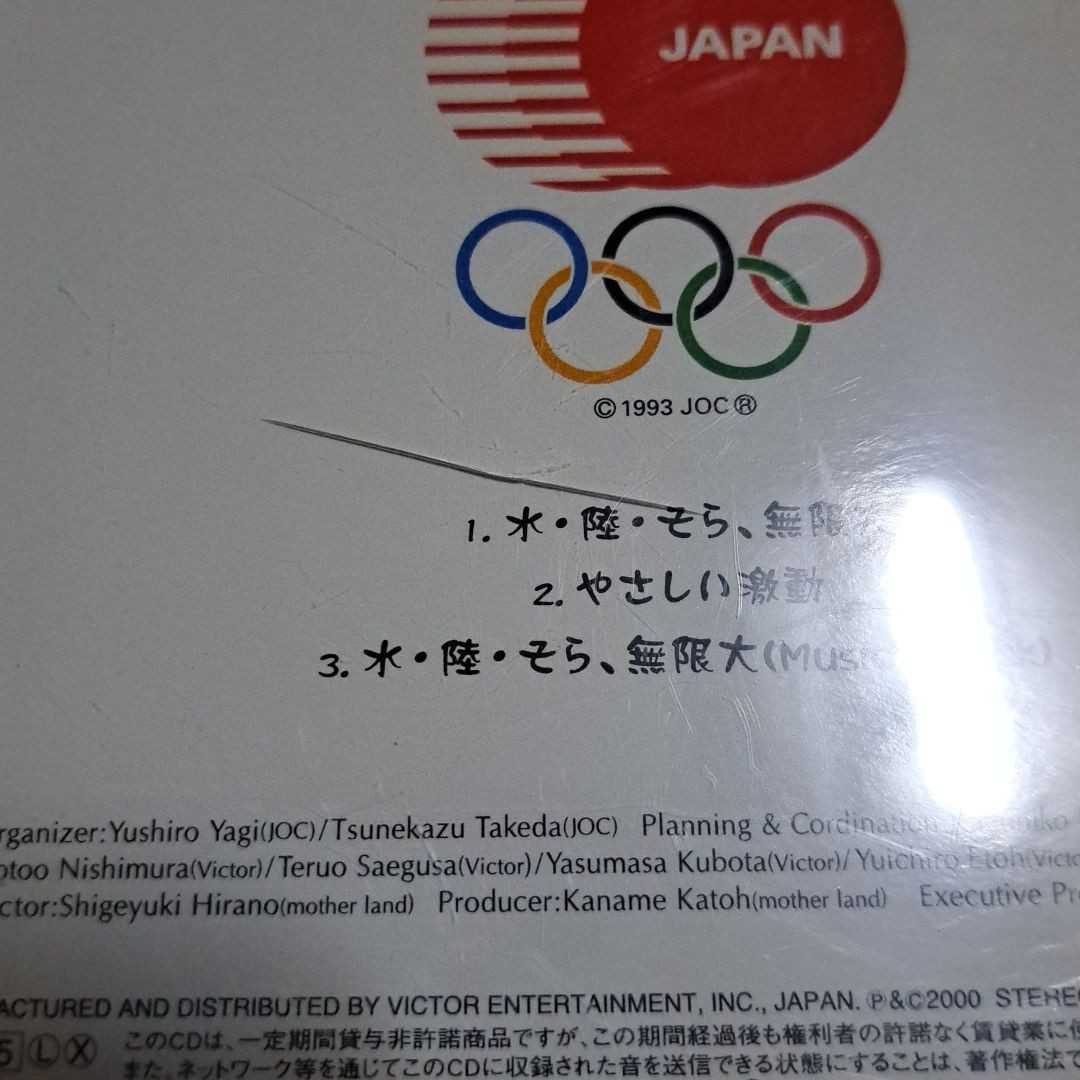 JAPAN
©1993 JOC Ⓡ
1. 水・陸・そら、無限
2. やさしい激動
3. 水・陸・そら、無限大(Mus
rganizer:Yushiro Yagi(JOC)/Tsunekazu Takeda(JOC) Planning & Cordination
otoo Nishimura(Victor)/Teruo Saegusa(Victor)/Yasumasa Kubota(Victor)/Yuichiro Etoh(Victo
ctor:Shigeyuki Hirano(mother land) Producer:Kaname Katoh(mother land) Executive Pr
ACTURED AND DISTRIBUTED BY VICTOR ENTERTAINMENT, INC., JAPAN. Ⓟ&©2000 STEREO
5 Ⓛ Ⓧ このCDは、一定期間貸与非許諾商品ですが、この期間経過後も権利者の許諾なく賃貸業に
また、ネットワーク等を通じてこのCDに収録された音を送信できる状態にすることは、著作権法で